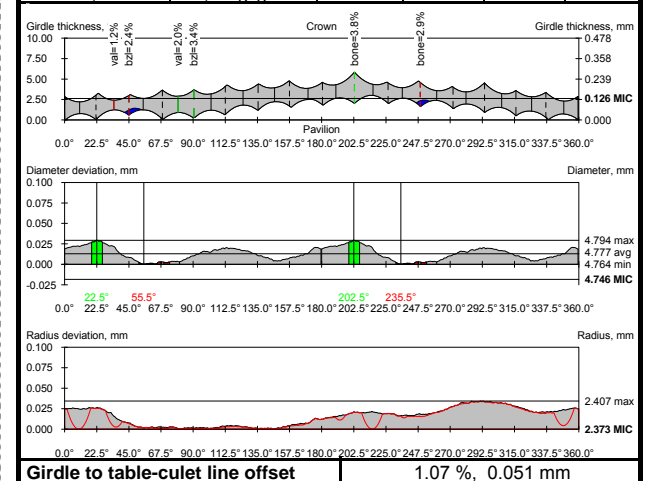 Girdle thickness, %
Crown
Girdle thickness, mm
10.00
7.50
5.00
2.50
0.00
val=1.2%
bzl=2.4%
val=2.0%
bzl=3.4%
bone=3.8%
bone=2.9%
0.478
0.358
0.239
0.126 MIC
0.000
Pavilion
0.0° 22.5° 45.0° 67.5° 90.0° 112.5° 135.0° 157.5° 180.0° 202.5° 225.0° 247.5° 270.0° 292.5° 315.0° 337.5° 360.0°
Diameter deviation, mm
Diameter, mm
0.100
0.075
0.050
0.025
0.000
-0.025
4.794 max
4.777 avg
4.764 min
4.746 MIC
22.5° 55.5° 202.5° 235.5°
0.0° 22.5° 45.0° 67.5° 90.0° 112.5° 135.0° 157.5° 180.0° 202.5° 225.0° 247.5° 270.0° 292.5° 315.0° 337.5° 360.0°
Radius deviation, mm
Radius, mm
0.100
0.075
0.050
0.025
0.000
2.407 max
2.373 MIC
0.0° 22.5° 45.0° 67.5° 90.0° 112.5° 135.0° 157.5° 180.0° 202.5° 225.0° 247.5° 270.0° 292.5° 315.0° 337.5° 360.0°
Girdle to table-culet line offset
1.07 %, 0.051 mm